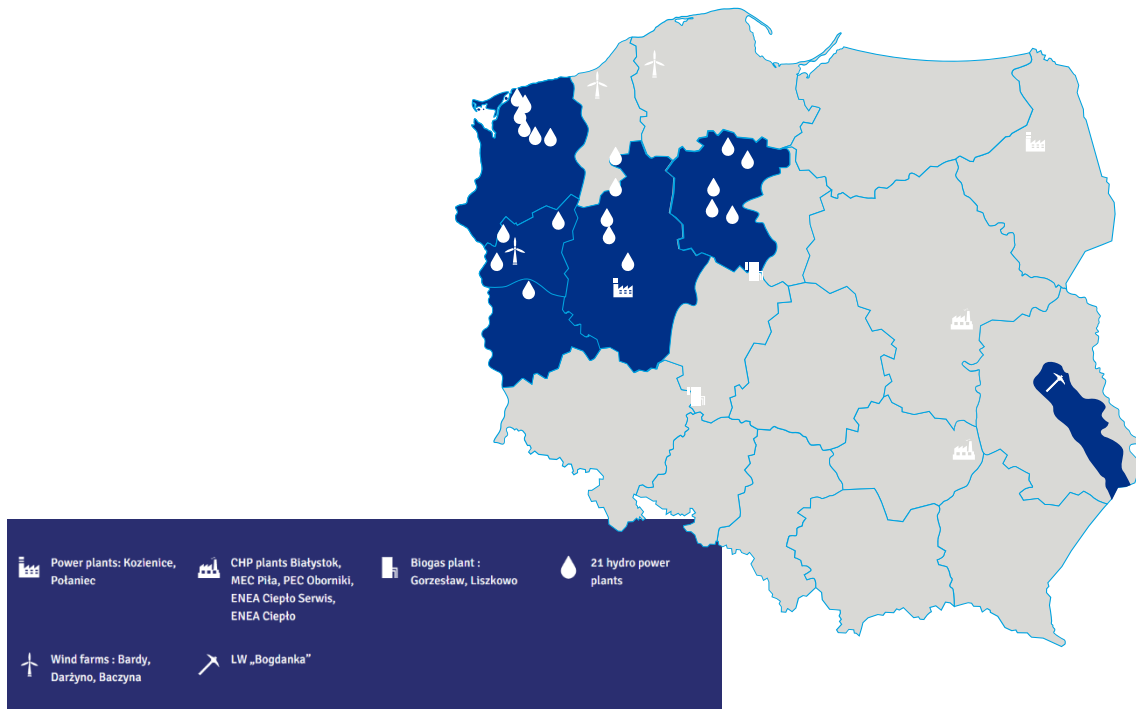 Power plants: Kozienice,
Połaniec
CHP plants Białystok,
MEC Piła, PEC Oborniki,
ENEA Ciepło Serwis,
ENEA Ciepło
Biogas plant :
Gorzesław, Liszkowo
21 hydro power
plants
Wind farms : Bardy,
Darżyno, Baczyna
LW „Bogdanka”